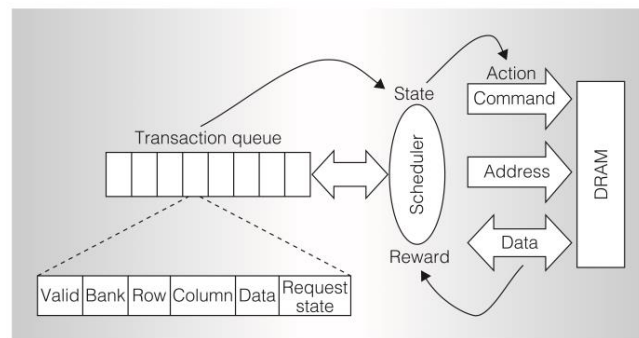 Action
State
Command
Transaction queue
Scheduler
Address
DRAM
Data
Reward
Valid
Bank
Row
Column
Data
Request
state